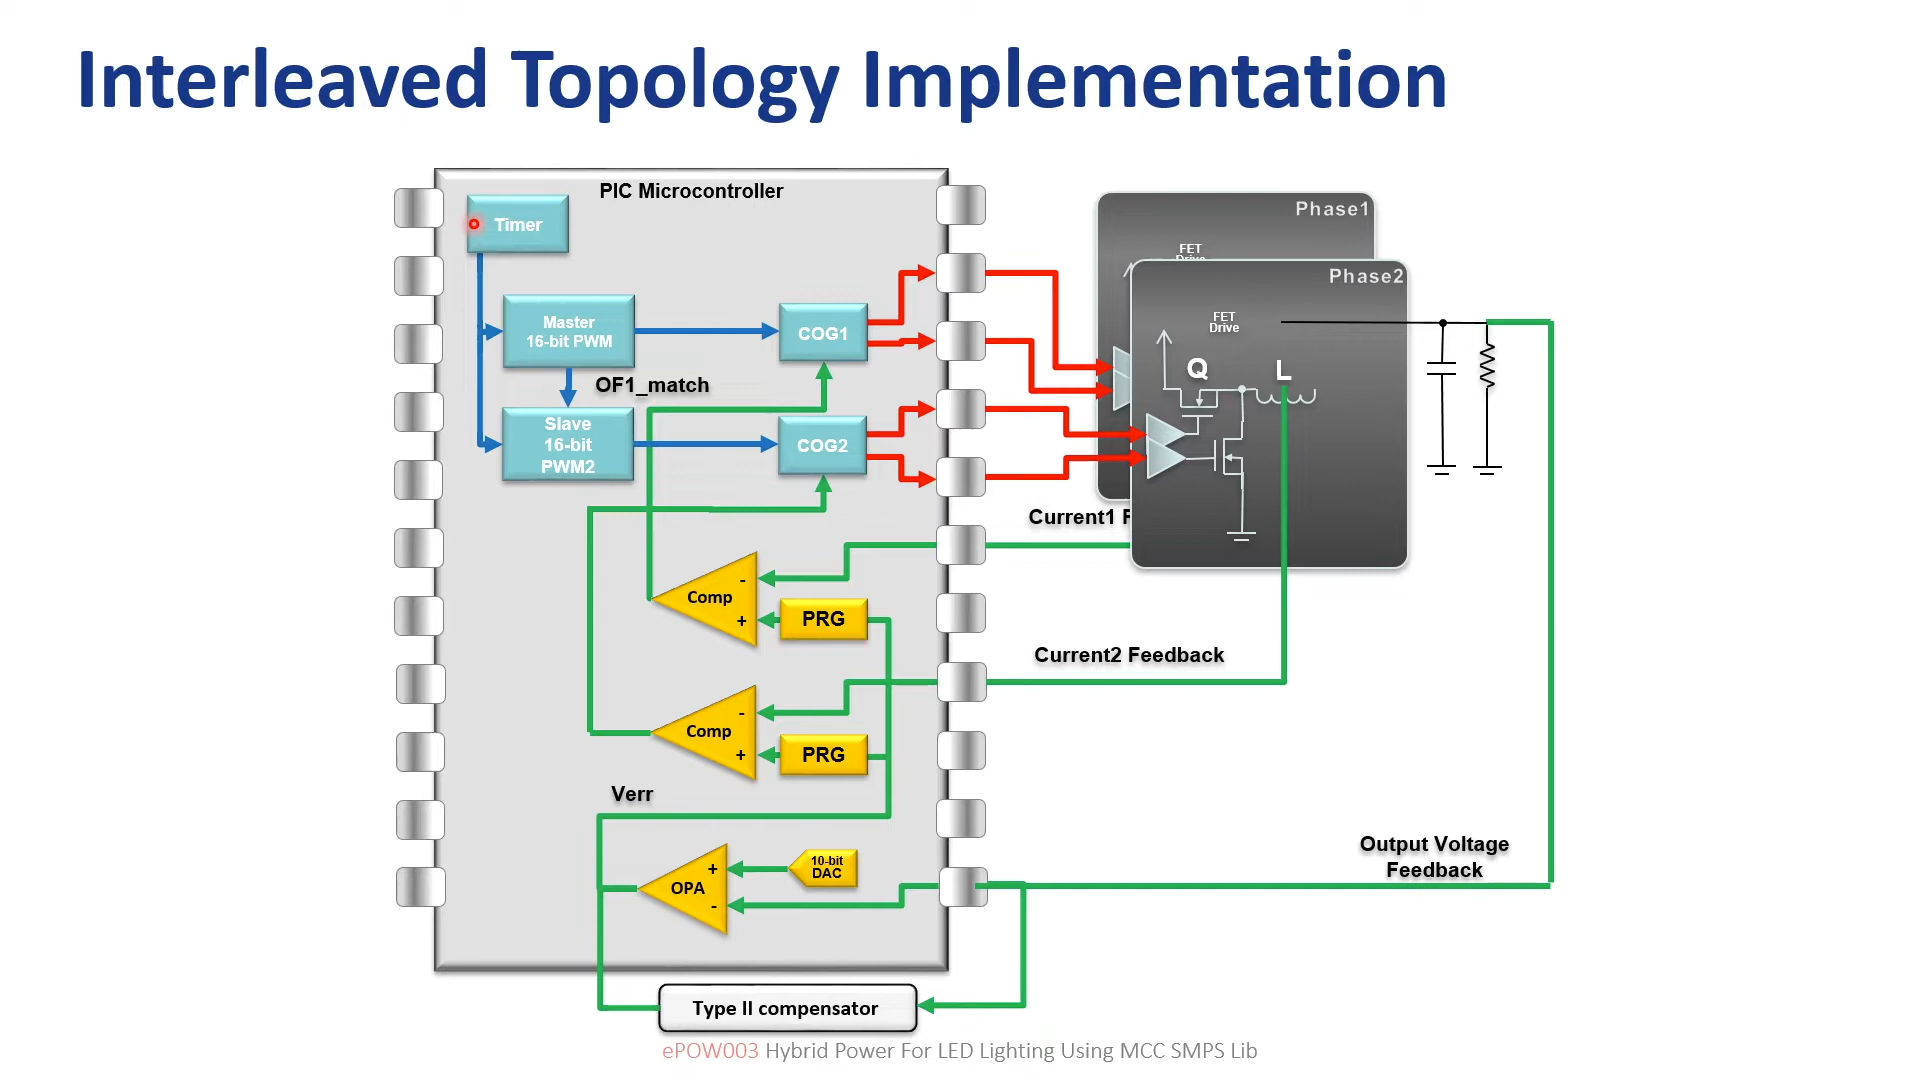 Interleaved Topology Implementation
PIC Microcontroller
Timer
Master
16-bit PWM
OF1_match
Slave
16-bit
PWM2
COG1
COG2
Phase1
FET
Phase2
FET
Drive
Q
L
Current1
Comp
-
+
PRG
Current2 Feedback
Comp
-
+
PRG
Verr
OPA
+
-
10-bit
DAC
Output Voltage
Feedback
Type II compensator
ePOW003 Hybrid Power For LED Lighting Using MCC SMPS Lib